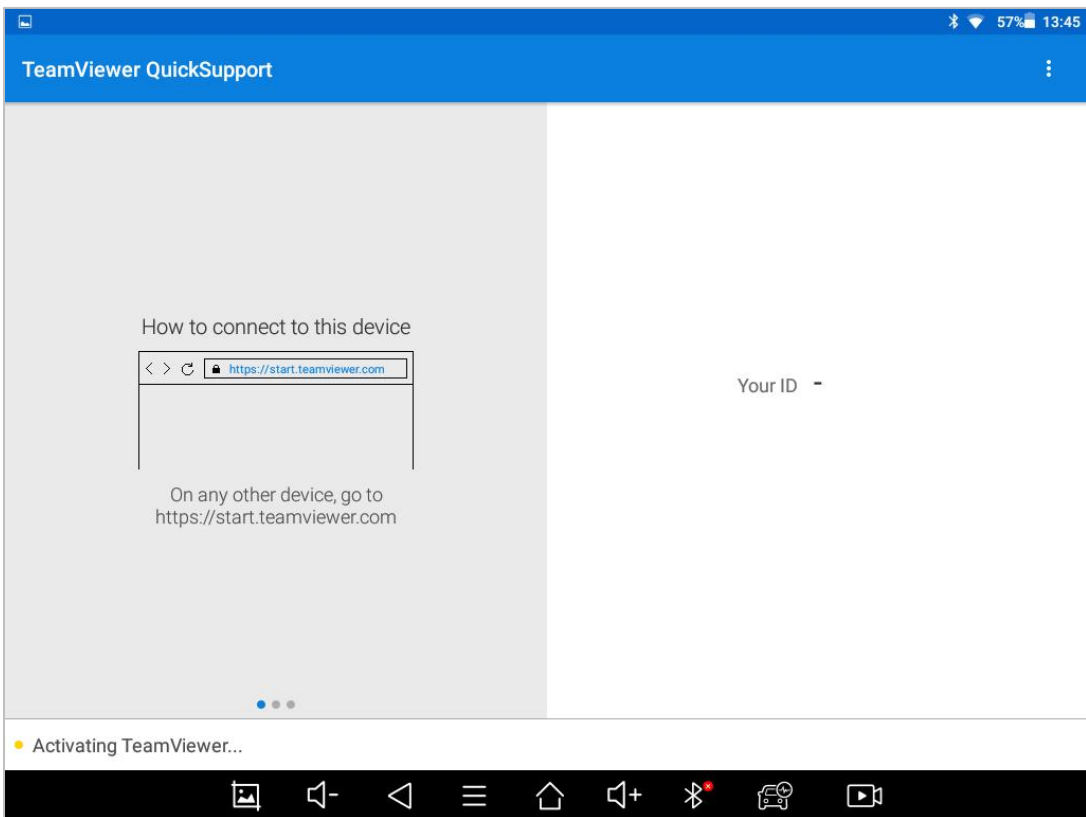 57% 13:45
TeamViewer QuickSupport
How to connect to this device
https://start.teamviewer.com
On any other device, go to
https://start.teamviewer.com
Your ID -
Activating TeamViewer...